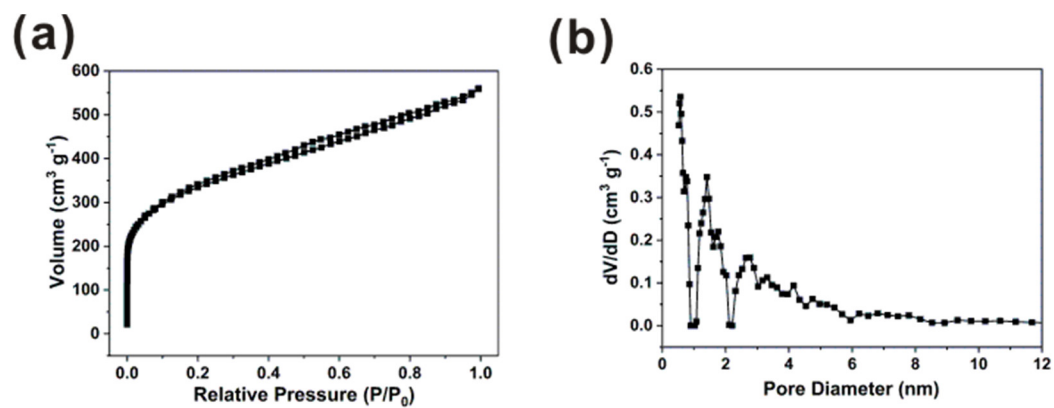 (a)
Volume (cm³ g⁻¹)
600
500
400
300
200
100
0
0.0 0.2 0.4 0.6 0.8 1.0
Relative Pressure (P/P₀)
(b)
dV/dD (cm³ g⁻¹)
0.6
0.5
0.4
0.3
0.2
0.1
0.0
0 2 4 6 8 10 12
Pore Diameter (nm)